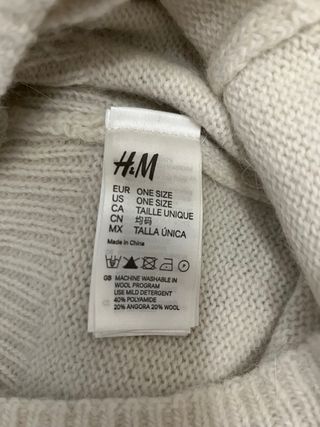 H&M
EUR ONE SIZE
US ONE SIZE
CA TAILLE UNIQUE
CN 均码
MX TALLA ÚNICA
Made in China
GB MACHINE WASHABLE IN
WOOL PROGRAM
USE MILD DETERGENT
40% POLYAMIDE
20% ANGORA 20% WOOL